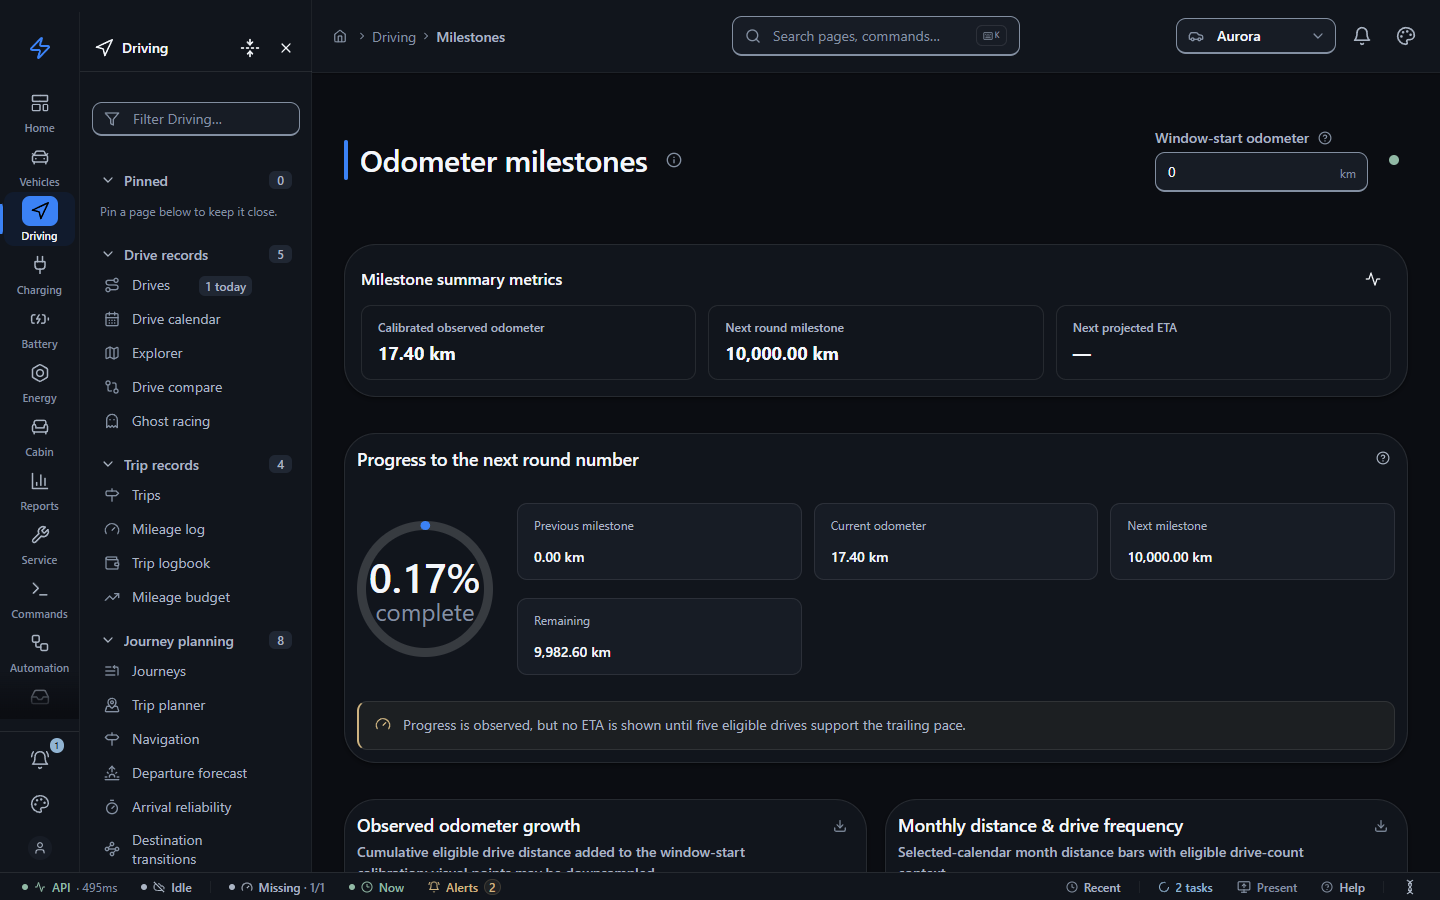 Home
Vehicles
Driving
Charging
Battery
Energy
Cabin
Reports
Service
Commands
Automation
1
Driving
Filter Driving...
Pinned 0
Pin a page below to keep it close.
Drive records 5
Drives 1 today
Drive calendar
Explorer
Drive compare
Ghost racing
Trip records 4
Trips
Mileage log
Trip logbook
Mileage budget
Journey planning 8
Journeys
Trip planner
Navigation
Departure forecast
Arrival reliability
Destination
transitions
Driving Milestones
Search pages, commands... K
Aurora
Odometer milestones
Window-start odometer
0 km
Milestone summary metrics
Calibrated observed odometer
17.40 km
Next round milestone
10,000.00 km
Next projected ETA
—
Progress to the next round number
0.17%
complete
Previous milestone
0.00 km
Current odometer
17.40 km
Next milestone
10,000.00 km
Remaining
9,982.60 km
Progress is observed, but no ETA is shown until five eligible drives support the trailing pace.
Observed odometer growth
Cumulative eligible drive distance added to the window-start
calibration; visual points may be downsampled.
Monthly distance & drive frequency
Selected-calendar month distance bars with eligible drive-count
context.
API · 495ms Idle Missing · 1/1 Now Alerts 2 Recent 2 tasks Present Help